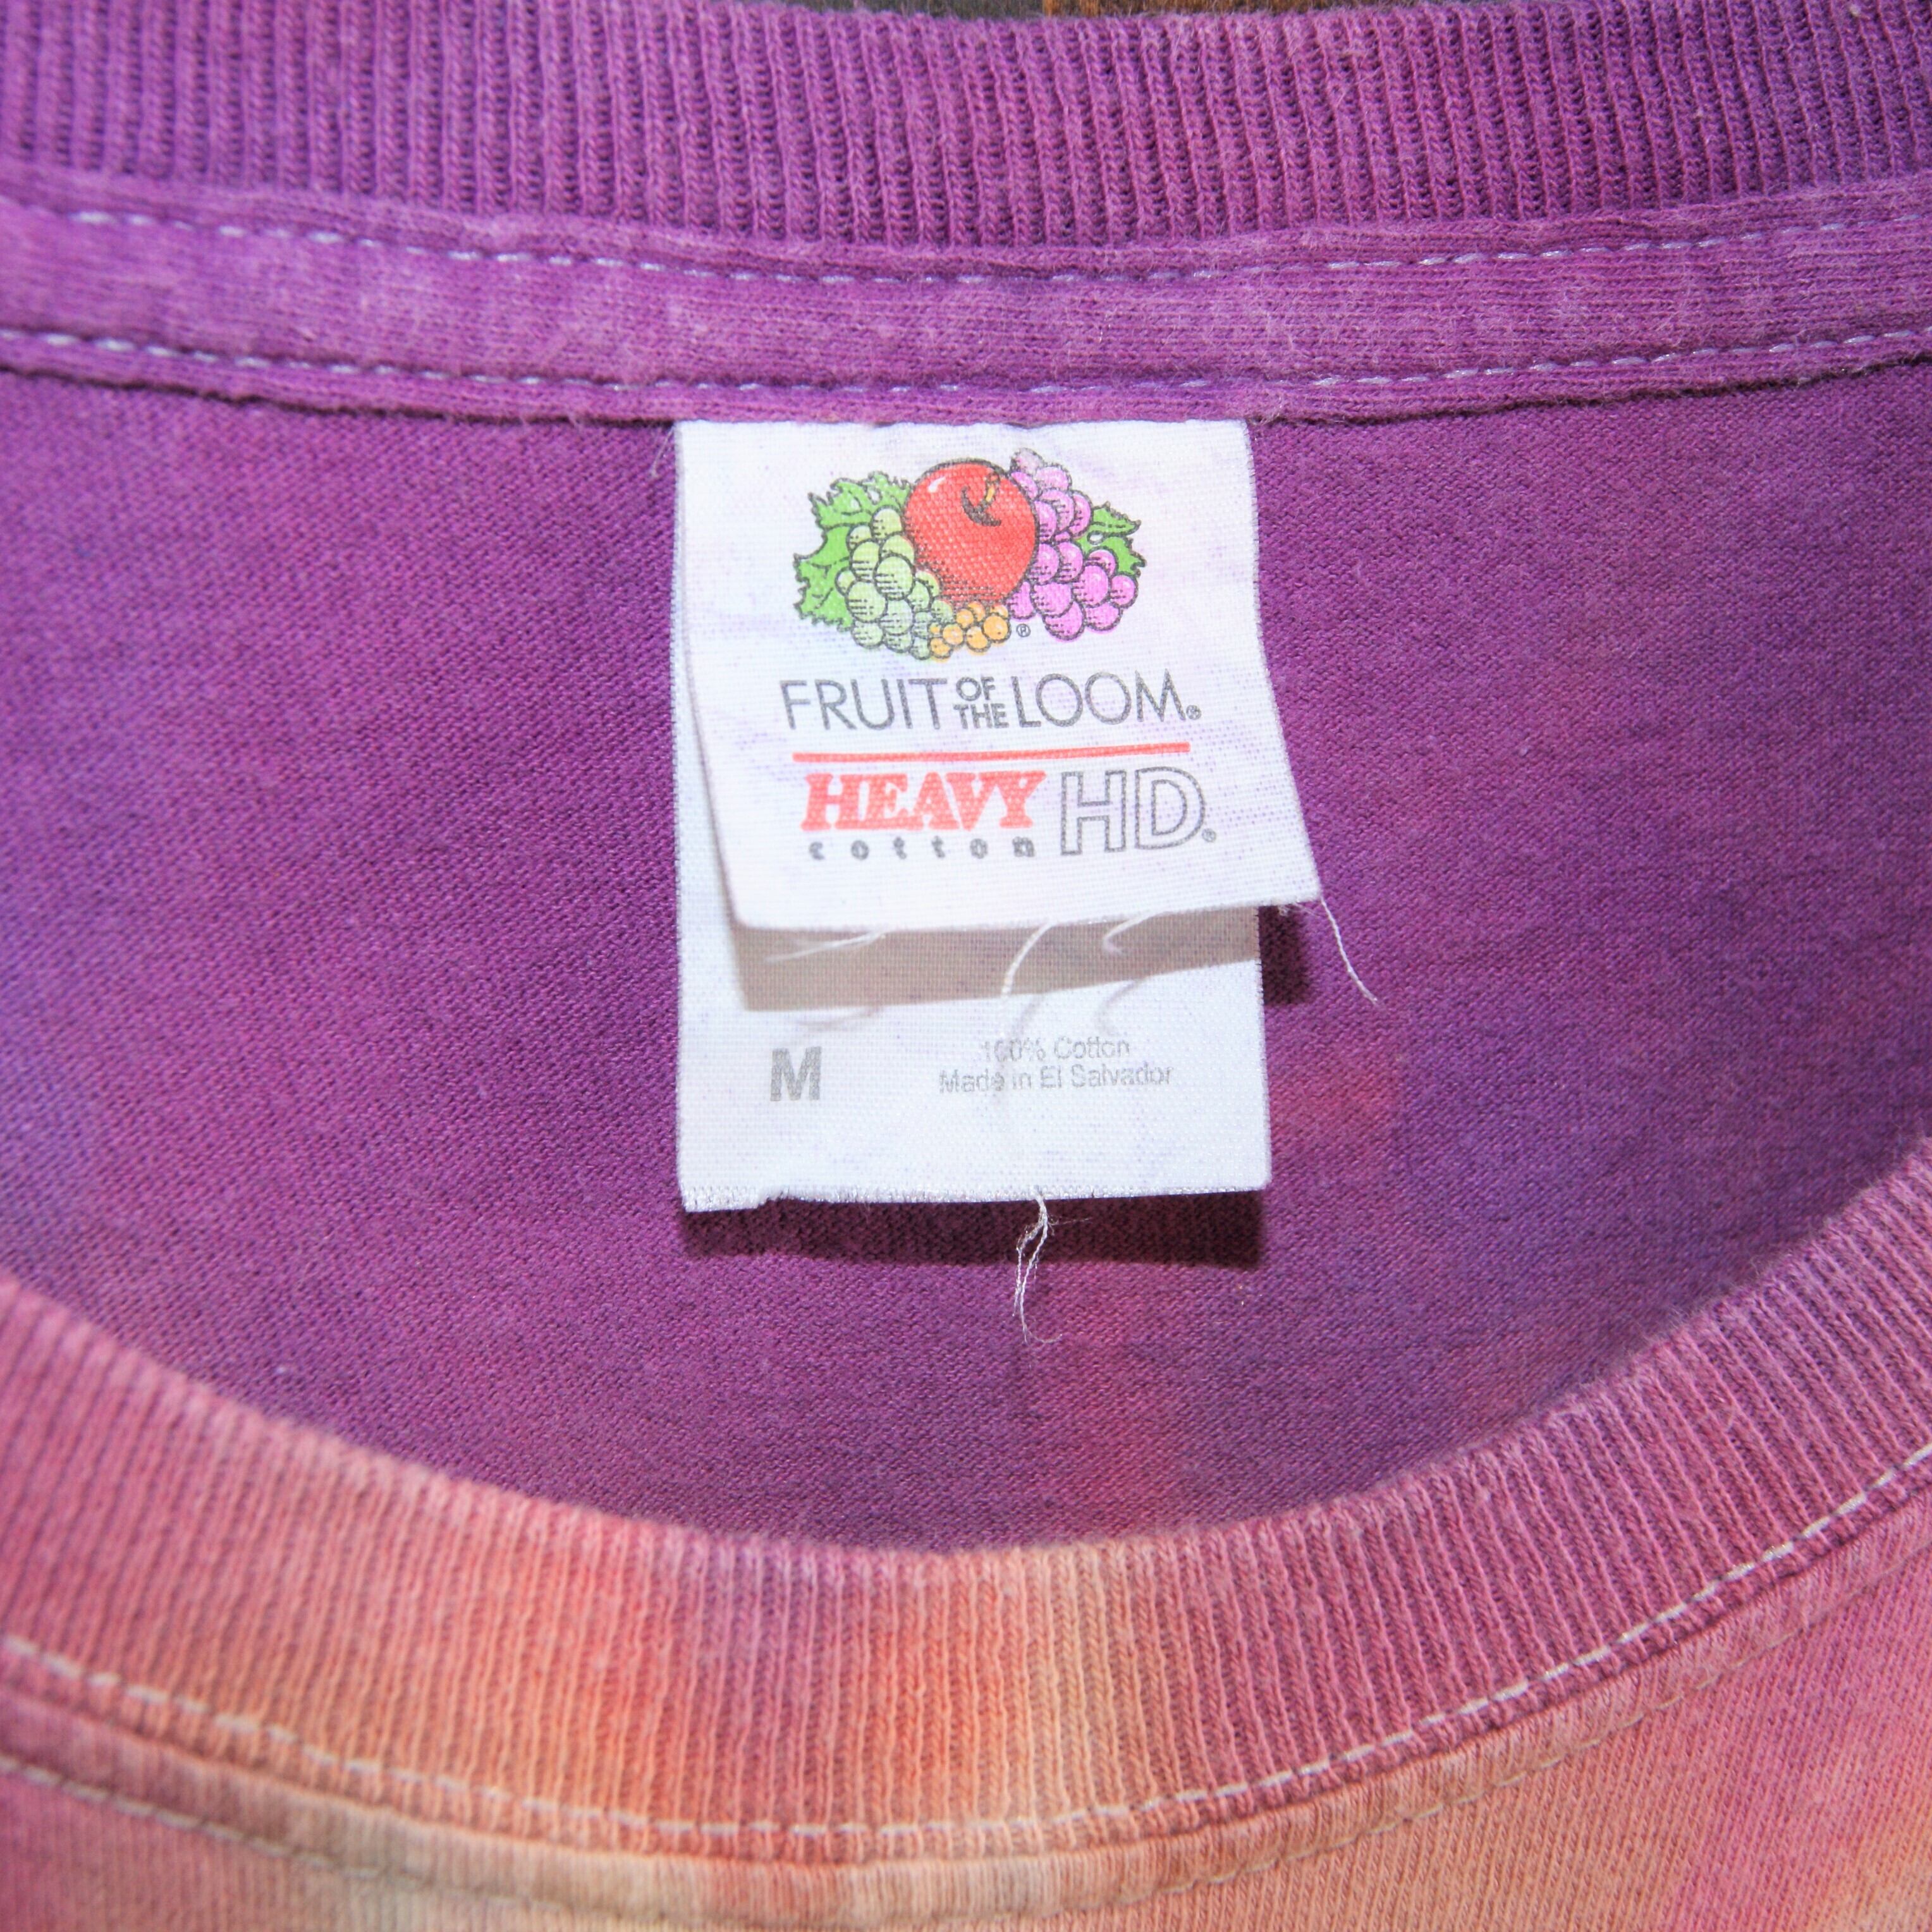 FRUIT OF THE LOOM®
HEAVY cotton HD®
M
100% Cotton
Made in El Salvador